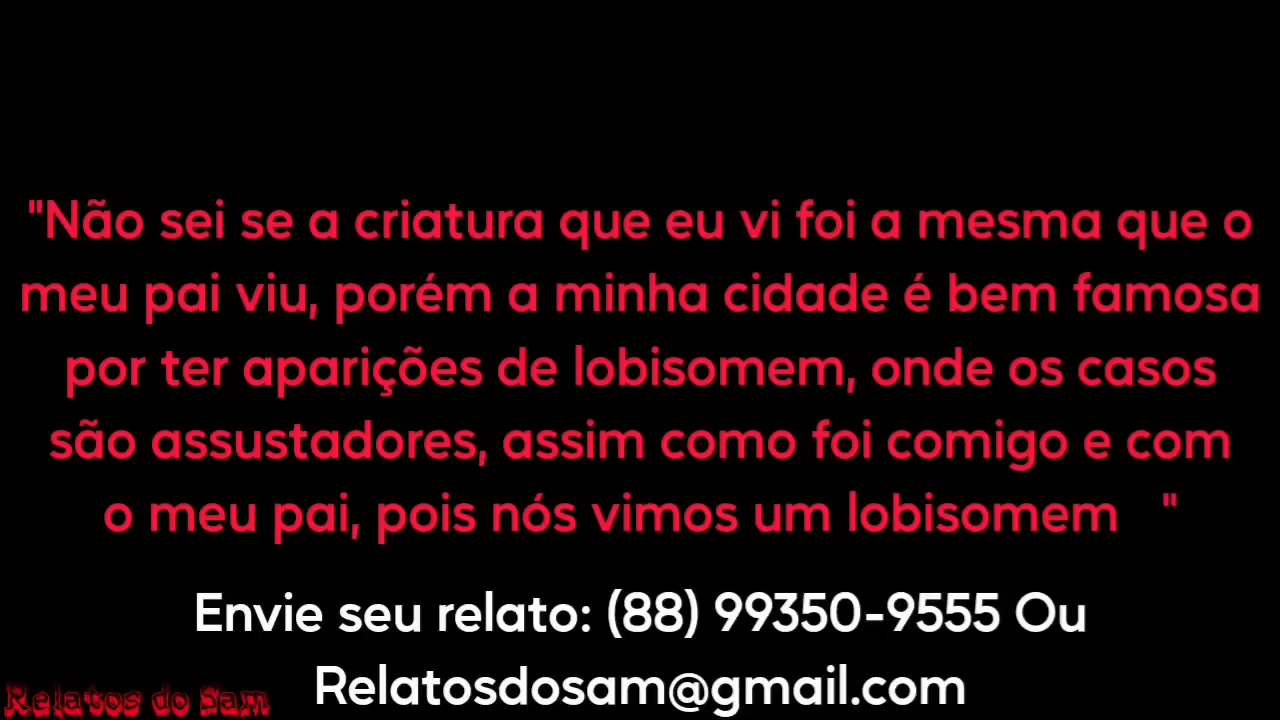 "Não sei se a criatura que eu vi foi a mesma que o
meu pai viu, porém a minha cidade é bem famosa
por ter aparições de lobisomem, onde os casos
são assustadores, assim como foi comigo e com
o meu pai, pois nós vimos um lobisomem "
Envie seu relato: (88) 99350-9555 Ou
Relatosdosam@gmail.com
Relatos do Sam